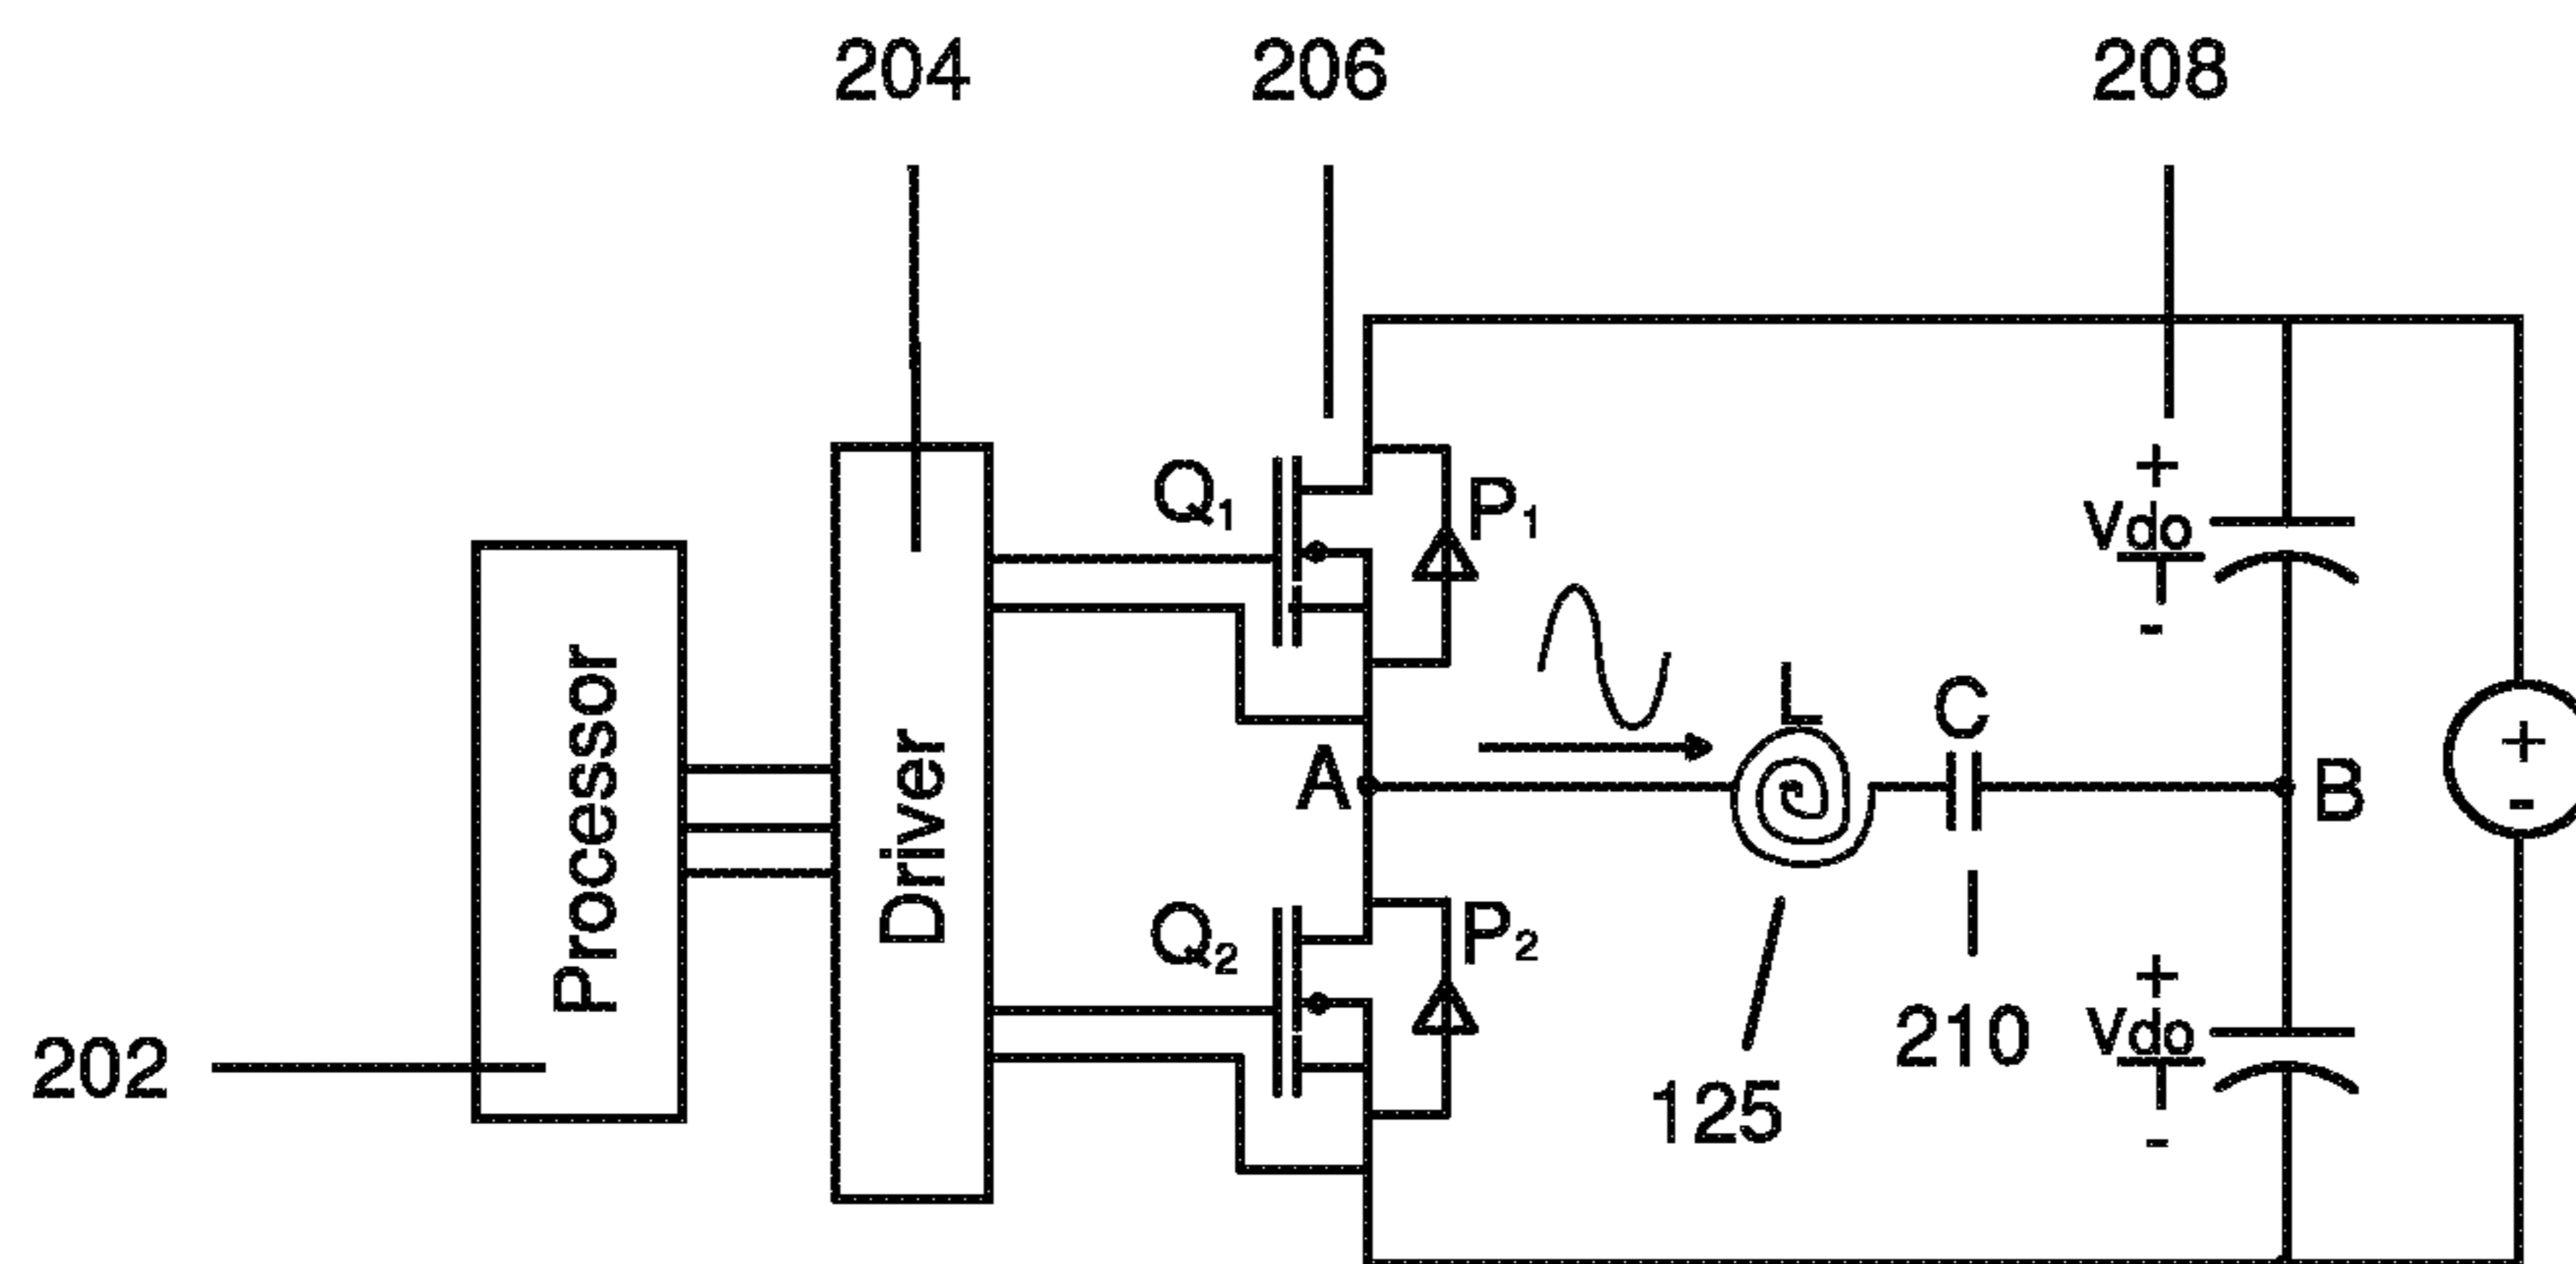 204
206
208
Q1
P1
+
Vdo
-
Processor
Driver
L
C
A
B
+
-
Q2
P2
+
Vdo
-
202
125
210